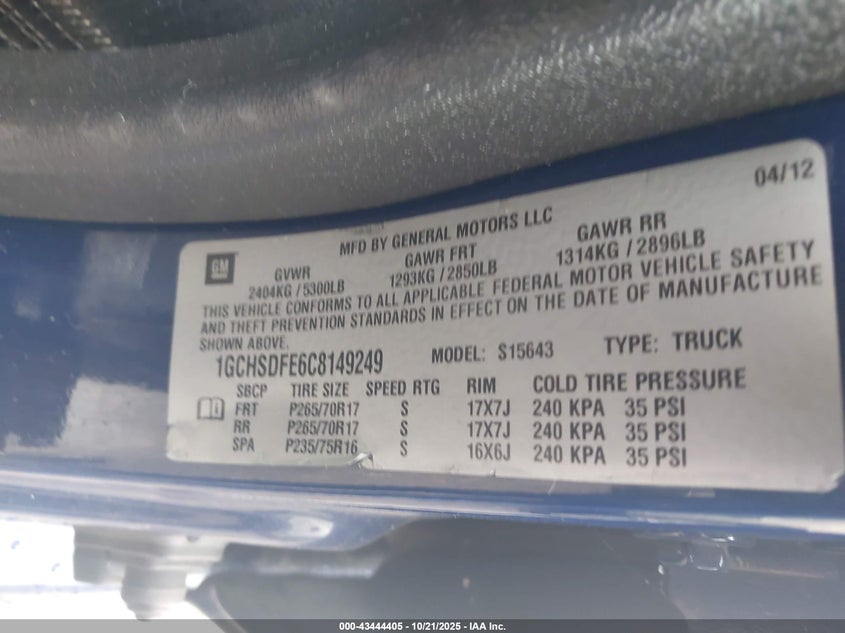 04/12
MFD BY GENERAL MOTORS LLC
GM
GVWR GAWR FRT GAWR RR
2404KG / 5300LB 1293KG / 2850LB 1314KG / 2896LB
THIS VEHICLE CONFORMS TO ALL APPLICABLE FEDERAL MOTOR VEHICLE SAFETY
AND THEFT PREVENTION STANDARDS IN EFFECT ON THE DATE OF MANUFACTURE
SHOWN ABOVE.
1GCHSDFE6C8149249 MODEL: S15643 TYPE: TRUCK
SBCP TIRE SIZE SPEED RTG RIM COLD TIRE PRESSURE
FRT P265/70R17 S 17X7J 240 KPA 35 PSI
RR P265/70R17 S 17X7J 240 KPA 35 PSI
SPA P235/75R16 S 16X6J 240 KPA 35 PSI
000-43444405 - 10/21/2025 - IAA Inc.